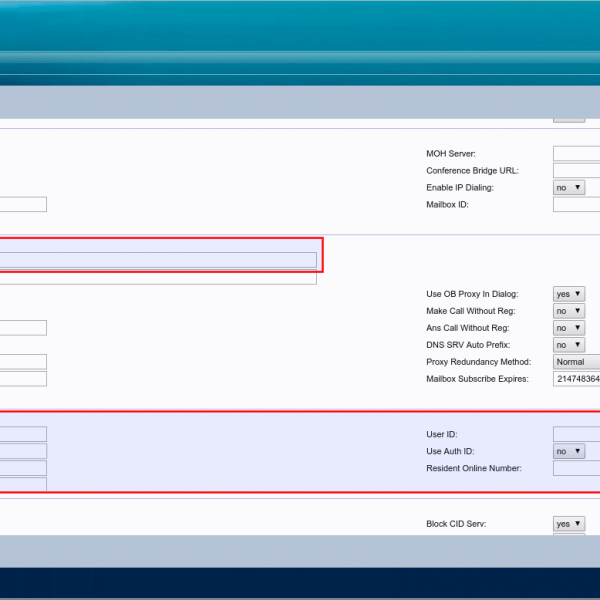 MOH Server:
Conference Bridge URL:
Enable IP Dialing: no
Mailbox ID:
Use OB Proxy In Dialog: yes
Make Call Without Reg: no
Ans Call Without Reg: no
DNS SRV Auto Prefix: no
Proxy Redundancy Method: Normal
Mailbox Subscribe Expires: 214748364
User ID:
Use Auth ID: no
Resident Online Number:
Block CID Serv: yes